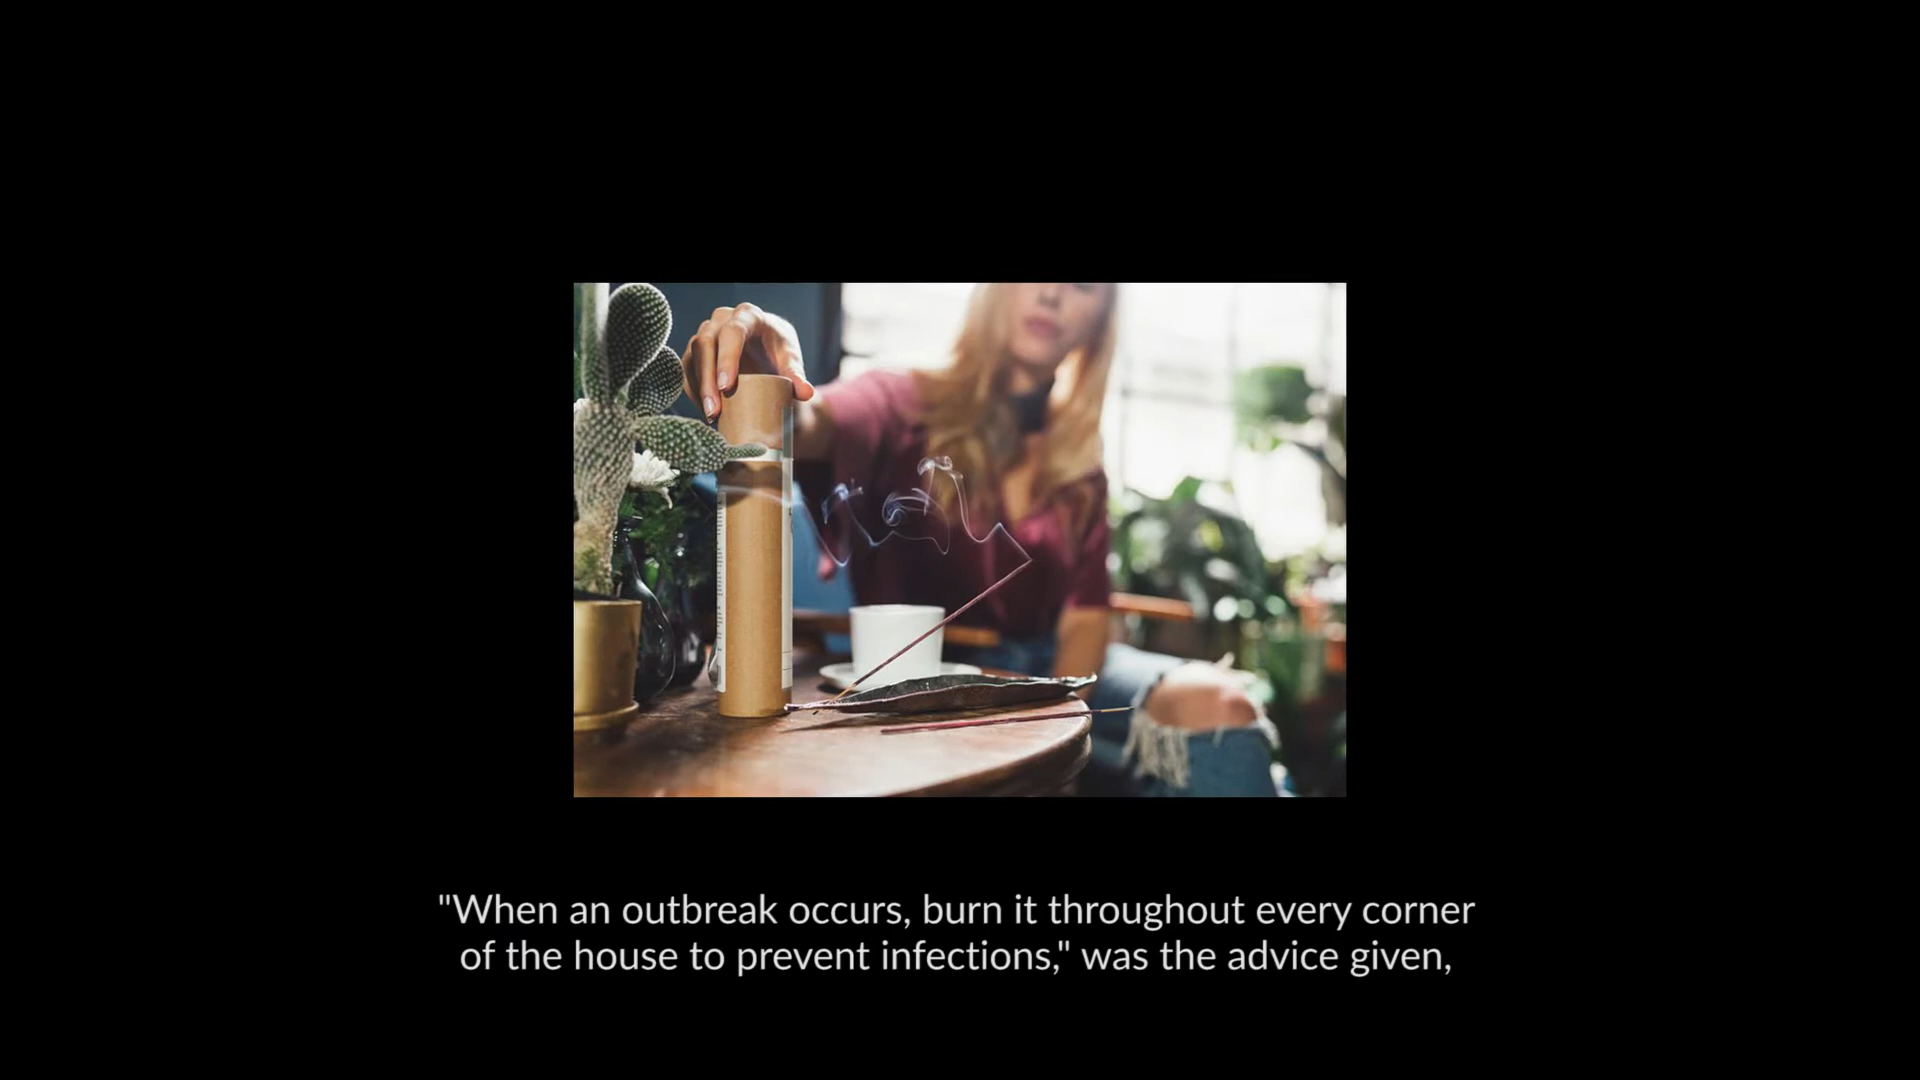 "When an outbreak occurs, burn it throughout every corner
of the house to prevent infections," was the advice given,